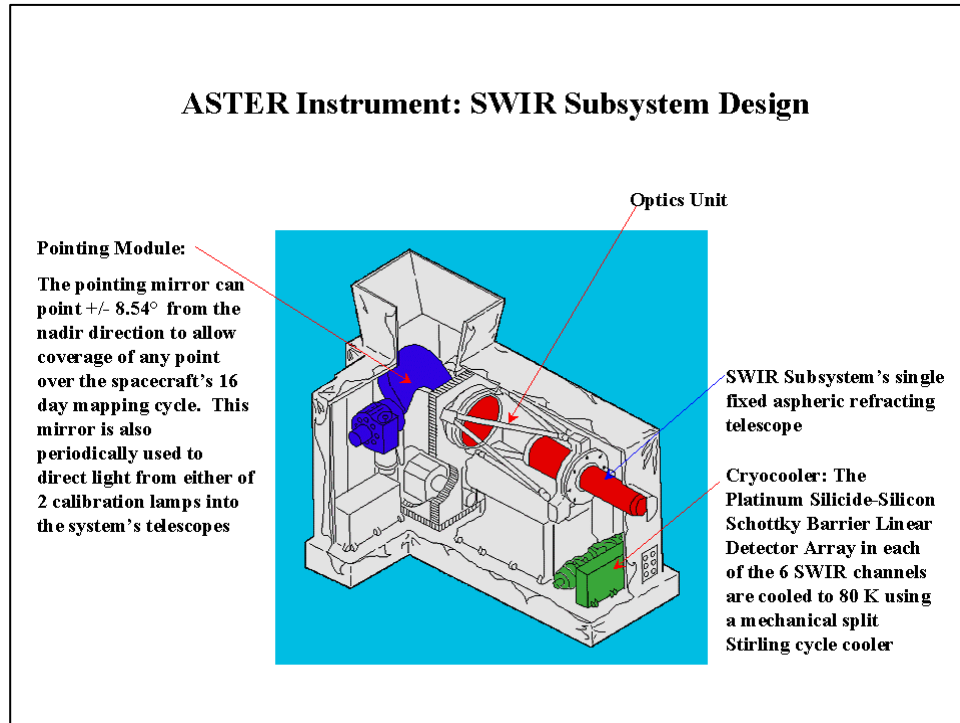 ASTER Instrument: SWIR Subsystem Design
Optics Unit
Pointing Module:
The pointing mirror can
point +/- 8.54° from the
nadir direction to allow
coverage of any point
over the spacecraft's 16
day mapping cycle. This
mirror is also
periodically used to
direct light from either of
2 calibration lamps into
the system's telescopes
SWIR Subsystem's single
fixed aspheric refracting
telescope
Cryocooler: The
Platinum Silicide-Silicon
Schottky Barrier Linear
Detector Array in each
of the 6 SWIR channels
are cooled to 80 K using
a mechanical split
Stirling cycle cooler